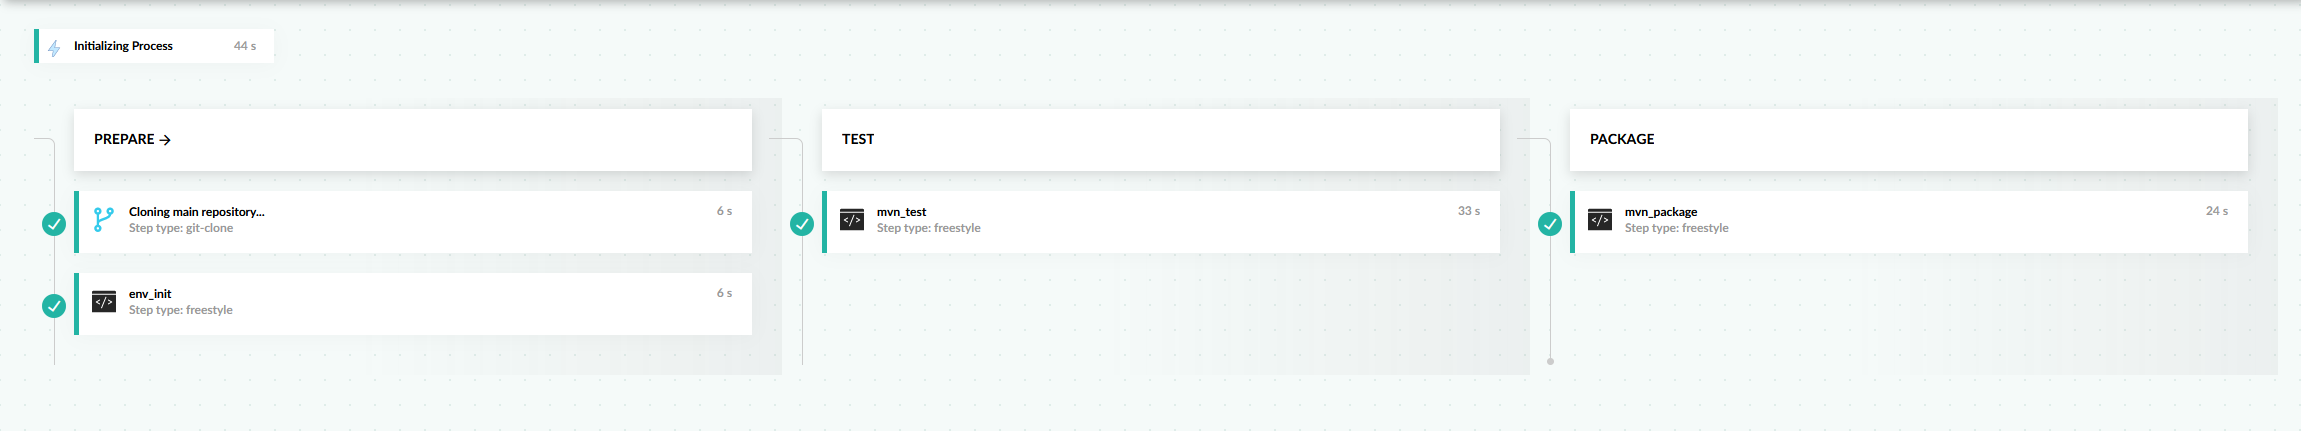 Initializing Process 44 s
PREPARE →
Cloning main repository... 6 s
Step type: git-clone
env_init 6 s
Step type: freestyle
TEST
mvn_test 33 s
Step type: freestyle
PACKAGE
mvn_package 24 s
Step type: freestyle